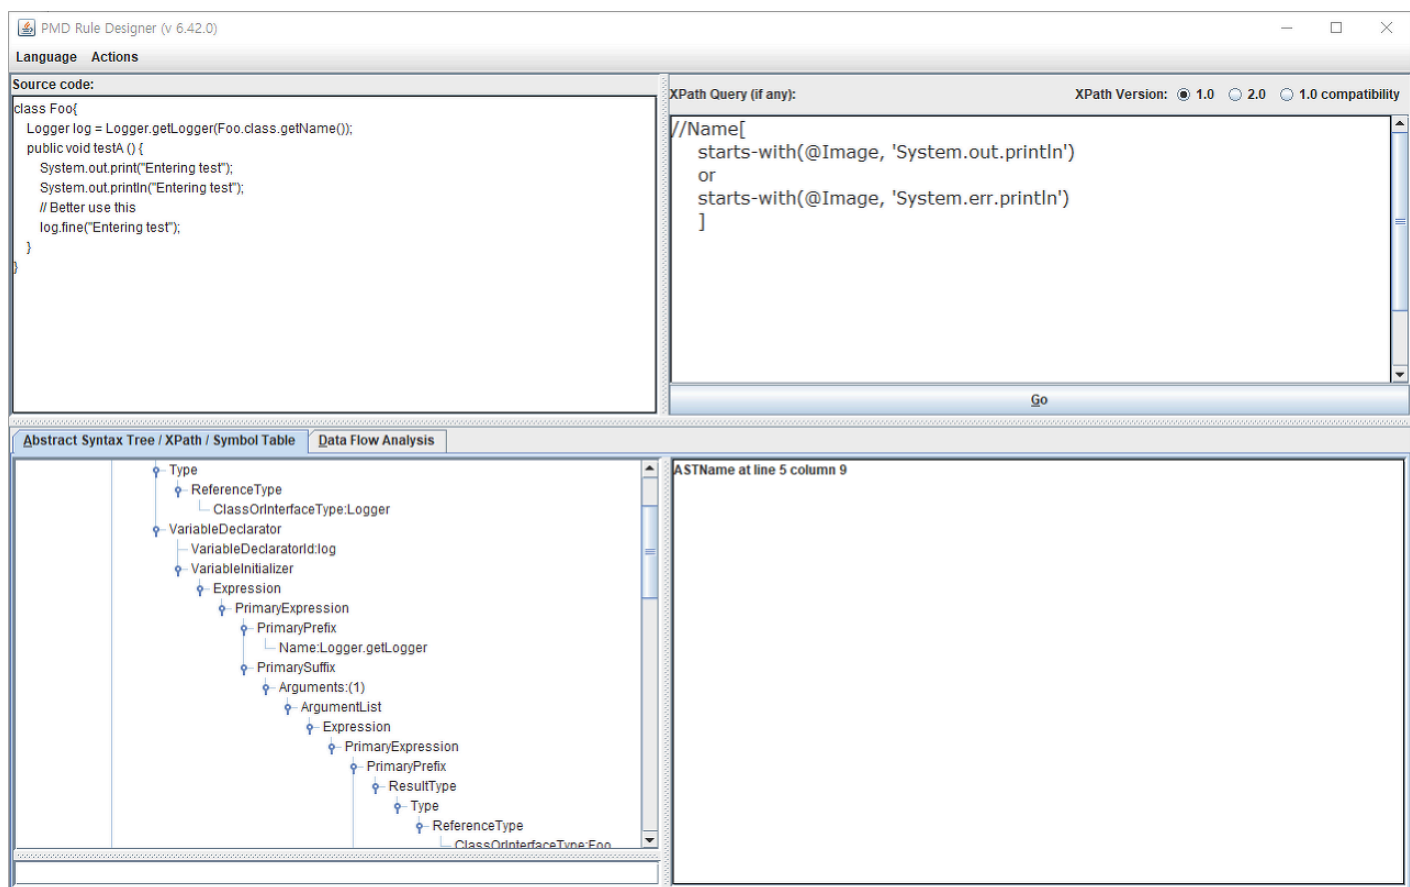 PMD Rule Designer (v 6.42.0)
Language Actions
Source code:
class Foo{
Logger log = Logger.getLogger(Foo.class.getName());
public void testA () {
System.out.print("Entering test");
System.out.println("Entering test");
// Better use this
log.fine("Entering test");
}
}
XPath Query (if any):
XPath Version: 1.0 2.0 1.0 compatibility
//Name[
starts-with(@Image, 'System.out.println')
or
starts-with(@Image, 'System.err.println')
]
Go
Abstract Syntax Tree / XPath / Symbol Table Data Flow Analysis
Type
ReferenceType
ClassOrInterfaceType:Logger
VariableDeclarator
VariableDeclaratorId:log
VariableInitializer
Expression
PrimaryExpression
PrimaryPrefix
Name:Logger.getLogger
PrimarySuffix
Arguments:(1)
ArgumentList
Expression
PrimaryExpression
PrimaryPrefix
ResultType
Type
ReferenceType
ClassOrInterfaceType:Foo
ASTName at line 5 column 9